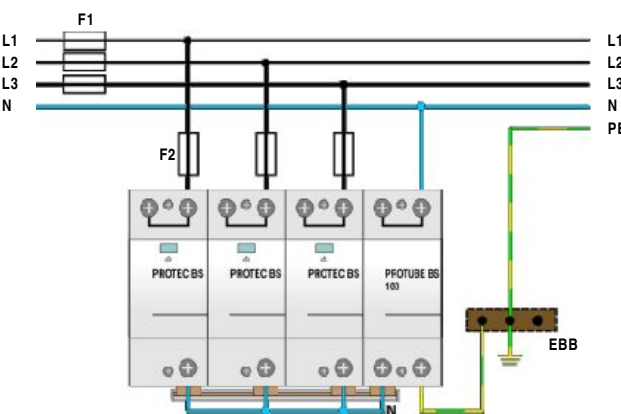 F1
L1
L1
L2
L2
L3
L3
N
N
PE
F2
PROTEC BS
PROTEC BS
PROTEC BS
PROTUBE BS
100
EBB
N